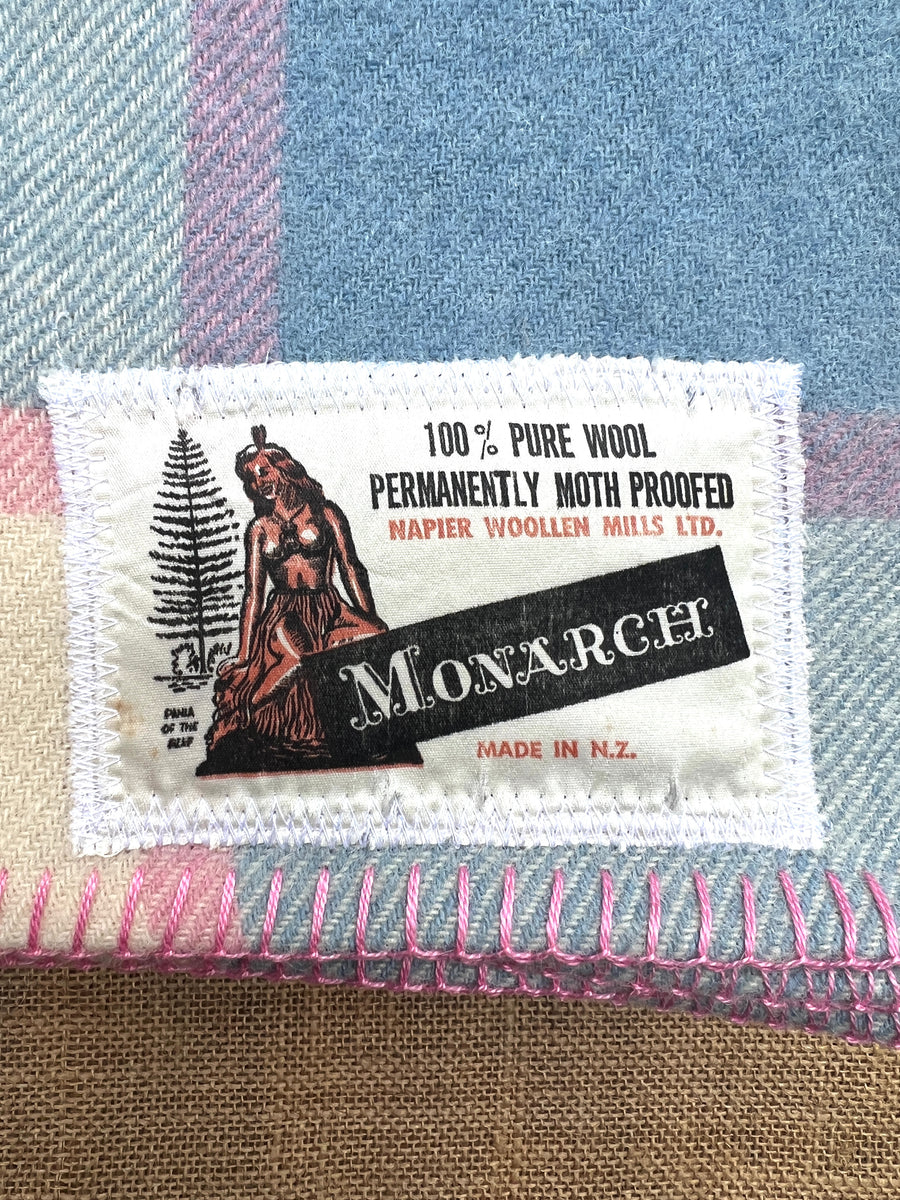 100% PURE WOOL
PERMANENTLY MOTH PROOFED
NAPIER WOOLLEN MILLS LTD.
MONARCH
PANIA
OF THE
REEF
MADE IN N.Z.